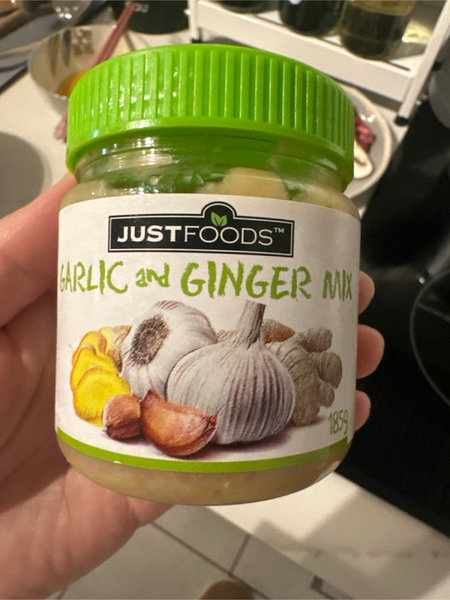 JUSTFOODS™
GARLIC and GINGER MIX
185g